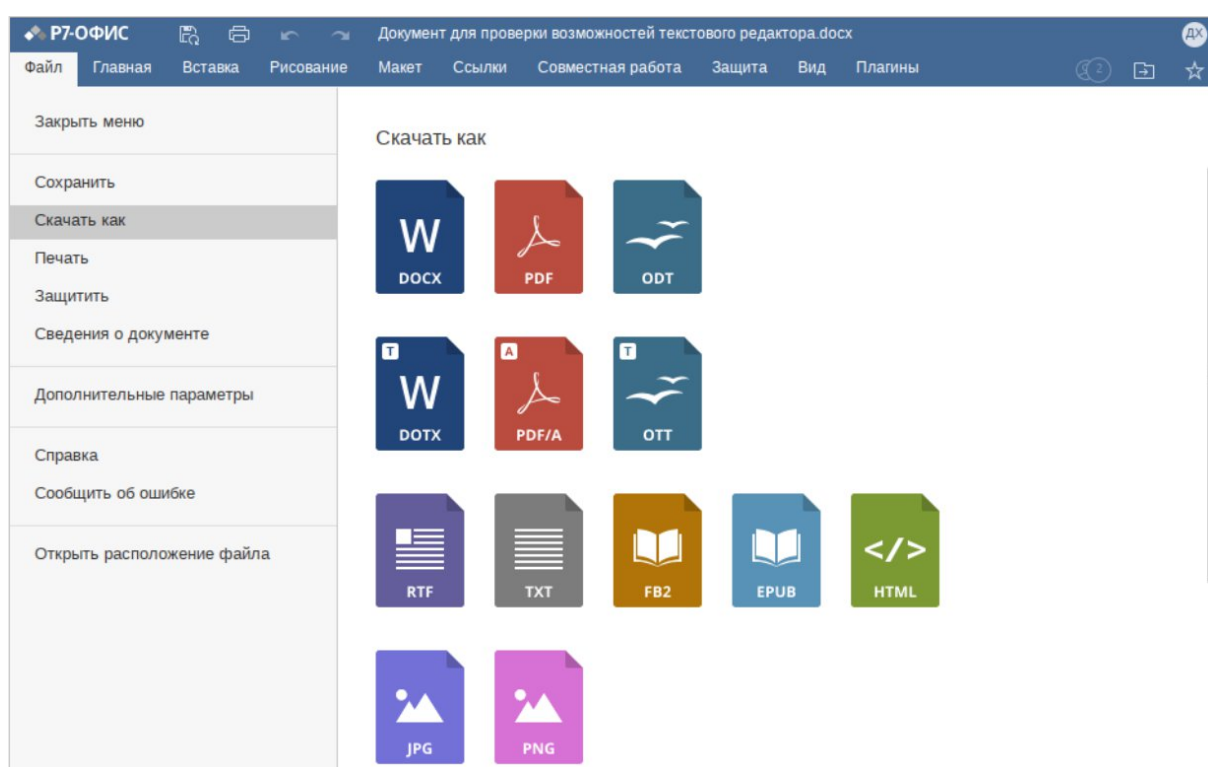 Р7-ОФИС Документ для проверки возможностей текстового редактора.docx ДХ
Файл Главная Вставка Рисование Макет Ссылки Совместная работа Защита Вид Плагины 2
Закрыть меню
Сохранить
Скачать как
Печать
Защитить
Сведения о документе
Дополнительные параметры
Справка
Сообщить об ошибке
Открыть расположение файла
Скачать как
W
DOCX PDF ODT
T A T
W
DOTX PDF/A OTT
</>
RTF TXT FB2 EPUB HTML
JPG PNG